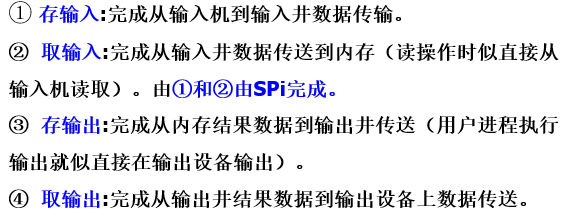 ① 存输入:完成从输入机到输入井数据传输。
② 取输入:完成从输入井数据传送到内存（读操作时似直接从
输入机读取）。由①和②由SPi完成。
③ 存输出:完成从内存结果数据到输出井传送（用户进程执行
输出就似直接在输出设备输出）。
④ 取输出:完成从输出井结果数据到输出设备上数据传送。